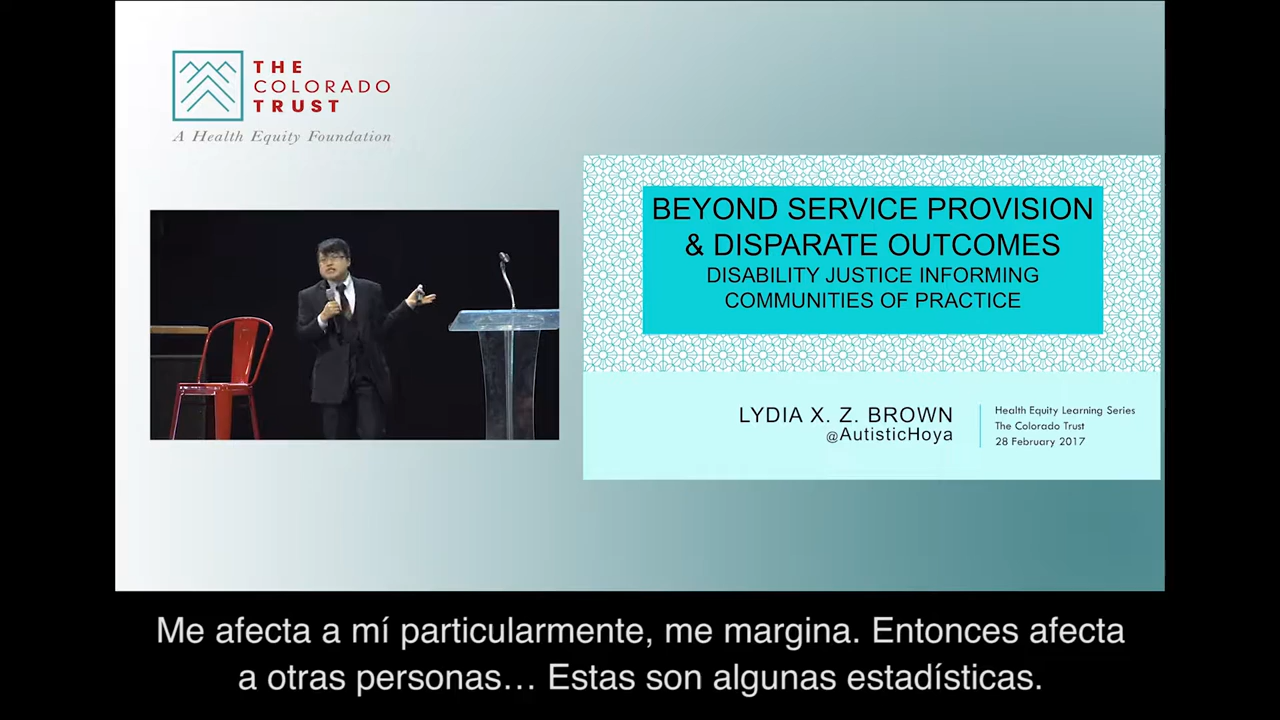 THE
COLORADO
TRUST
A Health Equity Foundation
BEYOND SERVICE PROVISION
& DISPARATE OUTCOMES
DISABILITY JUSTICE INFORMING
COMMUNITIES OF PRACTICE
LYDIA X. Z. BROWN
@AutisticHoya
Health Equity Learning Series
The Colorado Trust
28 February 2017
Me afecta a mí particularmente, me margina. Entonces afecta
a otras personas… Estas son algunas estadísticas.